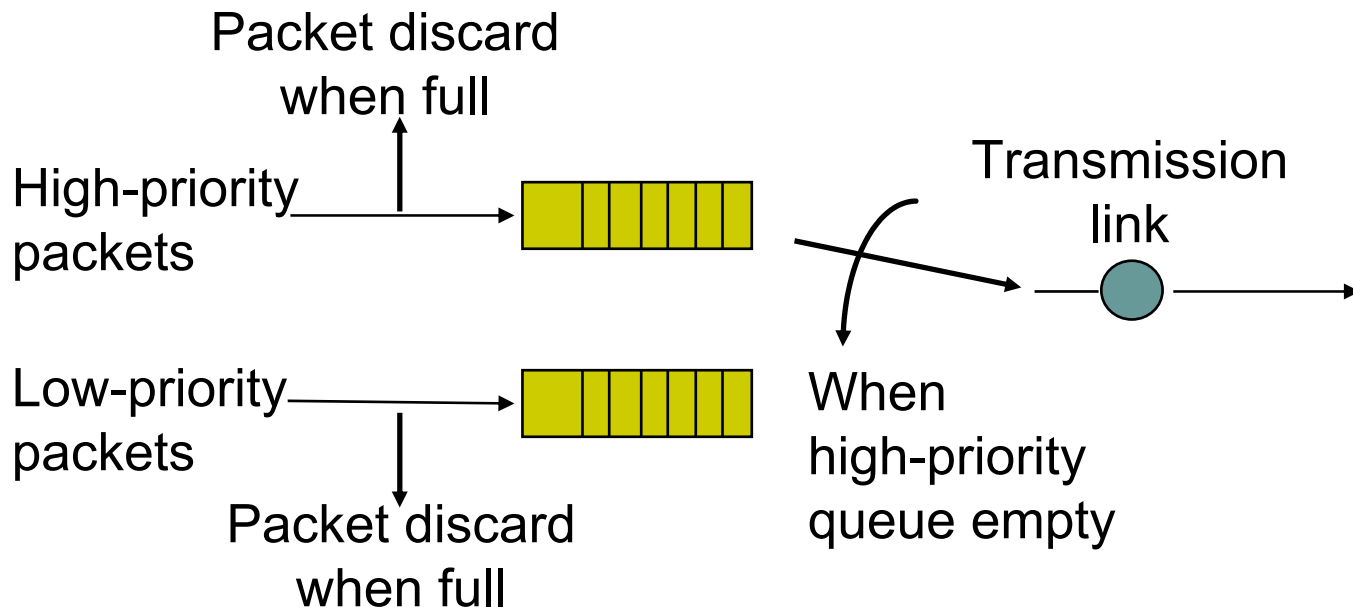 Packet discard
when full
High-priority
packets
Transmission
link
Low-priority
packets
When
high-priority
queue empty
Packet discard
when full